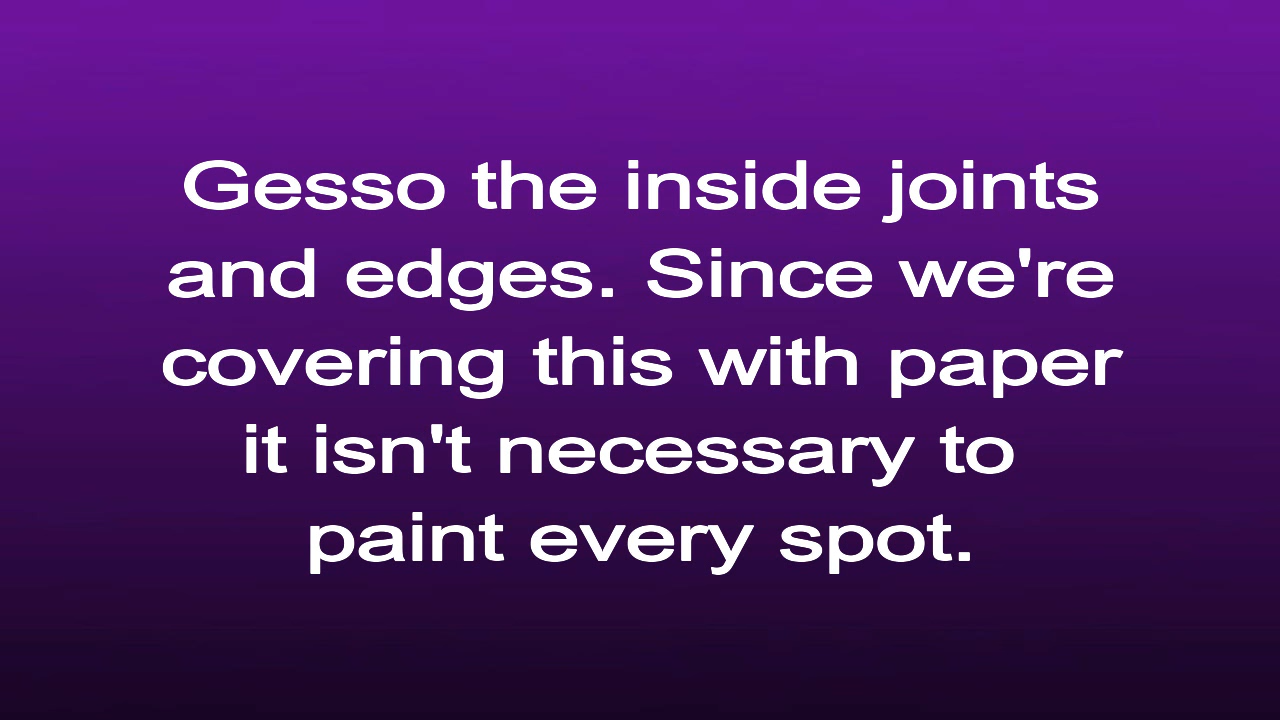 Gesso the inside joints
and edges. Since we're
covering this with paper
it isn't necessary to
paint every spot.